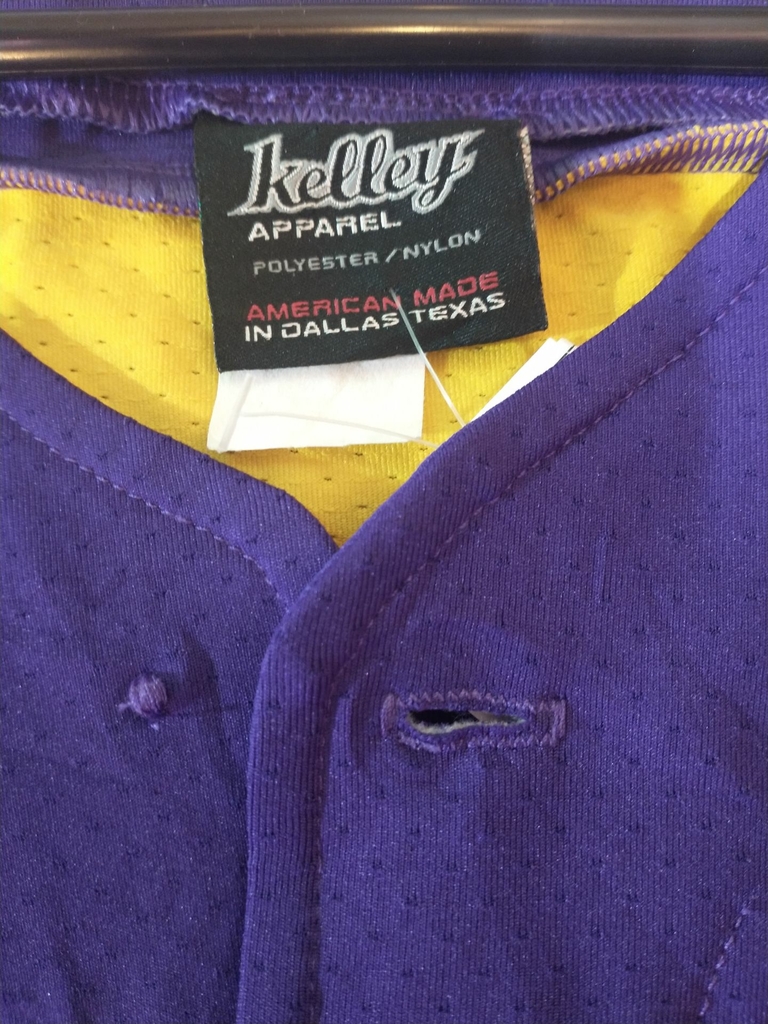 kelley
APPAREL
POLYESTER / NYLON
AMERICAN MADE
IN DALLAS TEXAS